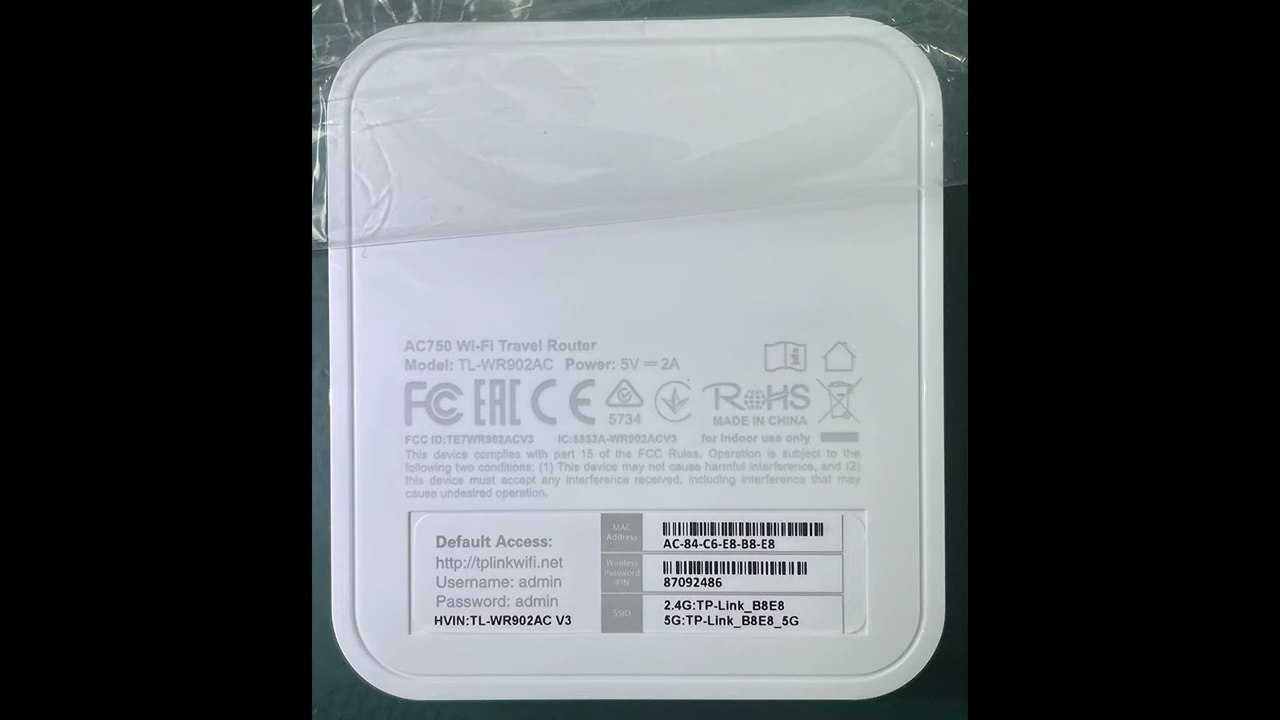 AC750 Wi-Fi Travel Router
Model: TL-WR902AC Power: 5V⎓2A
FC EAC CE 5734 RoHS
MADE IN CHINA
FCC ID:TE7WR902ACV3 IC:8853A-WR902ACV3 for indoor use only
This device complies with part 15 of the FCC Rules. Operation is subject to the
following two conditions: (1) This device may not cause harmful interference, and (2)
this device must accept any interference received, including interference that may
cause undesired operation.
Default Access:
http://tplinkwifi.net
Username: admin
Password: admin
HVIN:TL-WR902AC V3
MAC
Address
AC-84-C6-E8-B8-E8
Wireless
Password
/PIN
87092486
SSID
2.4G:TP-Link_B8E8
5G:TP-Link_B8E8_5G